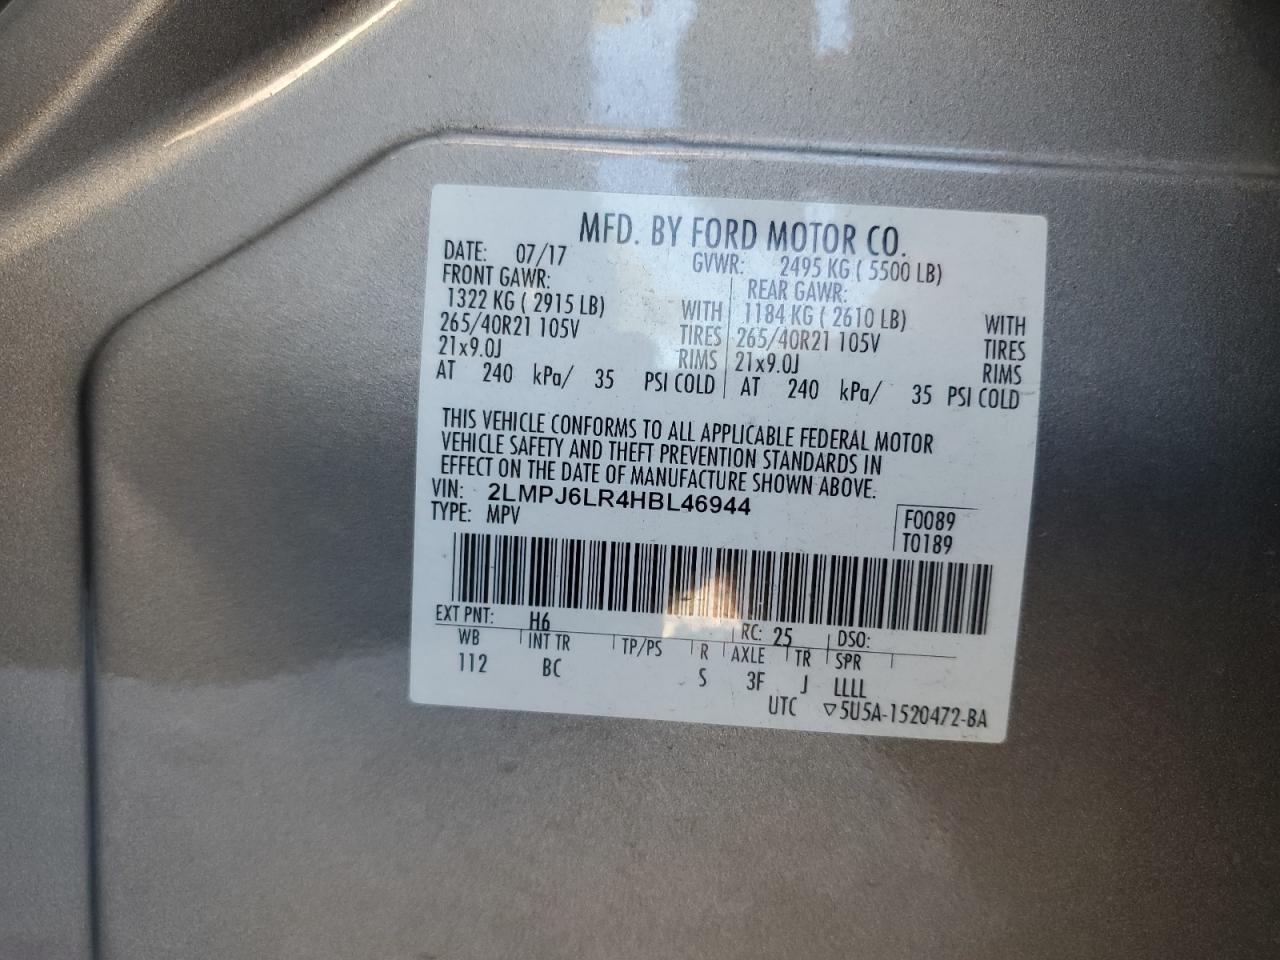 MFD. BY FORD MOTOR CO.
DATE: 07/17 GVWR: 2495 KG ( 5500 LB)
FRONT GAWR: REAR GAWR:
1322 KG ( 2915 LB) WITH 1184 KG ( 2610 LB) WITH
265/40R21 105V TIRES 265/40R21 105V TIRES
21x9.0J RIMS 21x9.0J RIMS
AT 240 kPa/ 35 PSI COLD AT 240 kPa/ 35 PSI COLD
THIS VEHICLE CONFORMS TO ALL APPLICABLE FEDERAL MOTOR
VEHICLE SAFETY AND THEFT PREVENTION STANDARDS IN
EFFECT ON THE DATE OF MANUFACTURE SHOWN ABOVE.
VIN: 2LMPJ6LR4HBL46944
TYPE: MPV F0089
T0189
EXT PNT: H6 RC: 25 DSO:
WB INT TR TP/PS R AXLE TR SPR
112 BC S 3F J LLLL
UTC ▽5U5A-1520472-BA